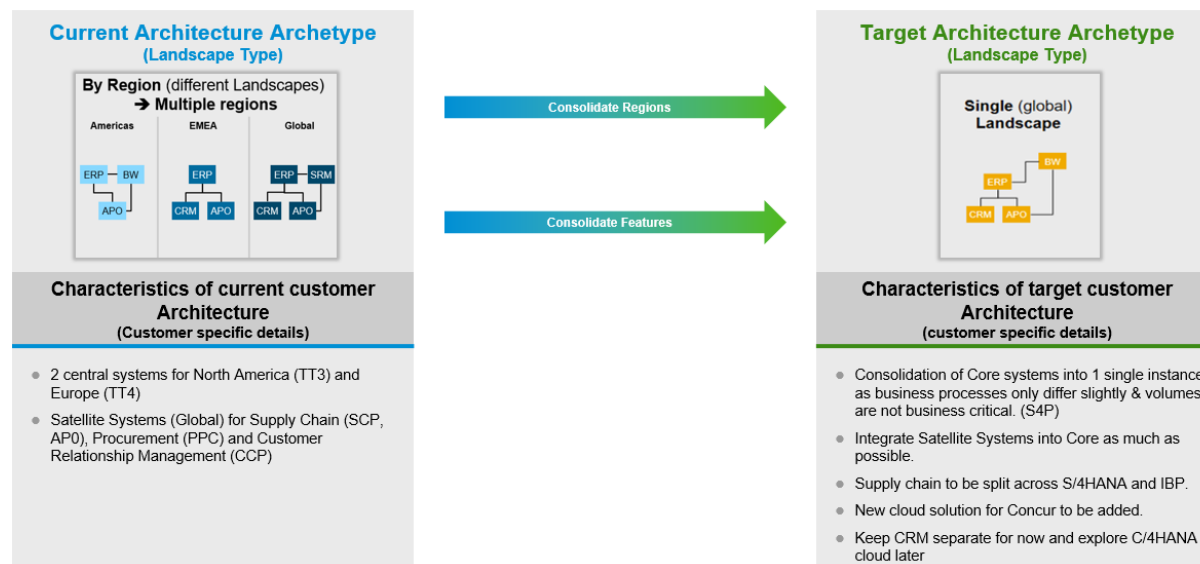 Current Architecture Archetype
(Landscape Type)
By Region (different Landscapes)
➔ Multiple regions
Americas
EMEA
Global
ERP
BW
APO
ERP
CRM
APO
ERP
SRM
CRM
APO
Characteristics of current customer
Architecture
(Customer specific details)
2 central systems for North America (TT3) and
Europe (TT4)
Satellite Systems (Global) for Supply Chain (SCP,
AP0), Procurement (PPC) and Customer
Relationship Management (CCP)
Consolidate Regions
Consolidate Features
Target Architecture Archetype
(Landscape Type)
Single (global)
Landscape
BW
ERP
CRM
APO
Characteristics of target customer
Architecture
(customer specific details)
Consolidation of Core systems into 1 single instance
as business processes only differ slightly & volumes
are not business critical. (S4P)
Integrate Satellite Systems into Core as much as
possible.
Supply chain to be split across S/4HANA and IBP.
New cloud solution for Concur to be added.
Keep CRM separate for now and explore C/4HANA
cloud later